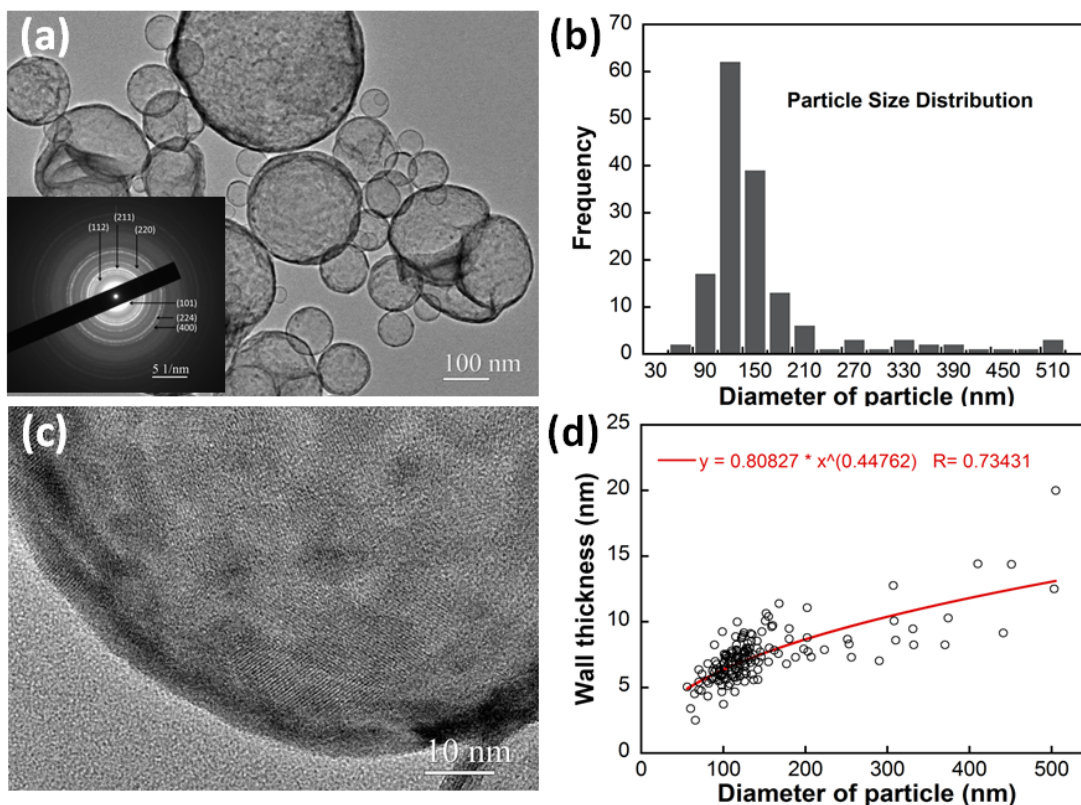 (a)
(211)
(112)
(220)
(101)
(224)
(400)
5 1/nm
100 nm
(b)
70
60
50
40
30
20
10
0
Frequency
Particle Size Distribution
30 90 150 210 270 330 390 450 510
Diameter of particle (nm)
(c)
10 nm
(d)
25
20
15
10
5
0
Wall thickness (nm)
y = 0.80827 * x^(0.44762) R= 0.73431
0 100 200 300 400 500
Diameter of particle (nm)